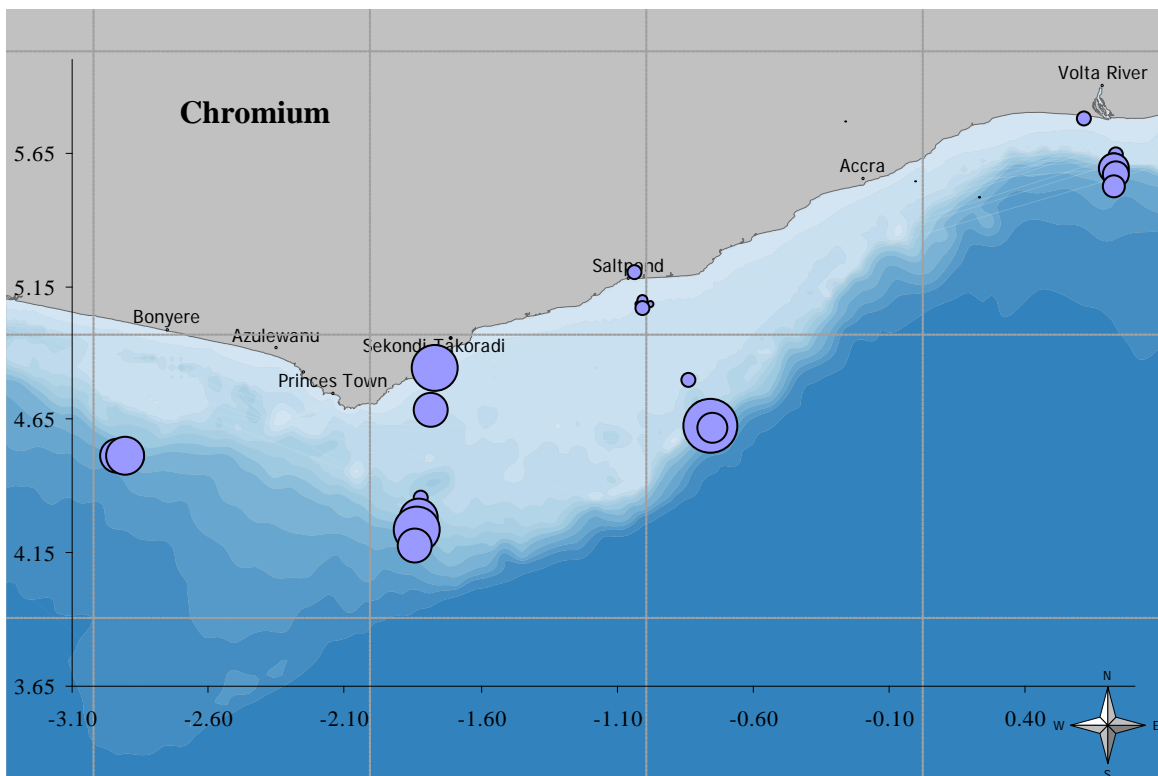 Volta River
Chromium
5.65
Accra
Saltpond
5.15
Bonyere
Azulewanu
Sekondi Takoradi
Princes Town
4.65
4.15
3.65
N
W
E
S
-3.10
-2.60
-2.10
-1.60
-1.10
-0.60
-0.10
0.40